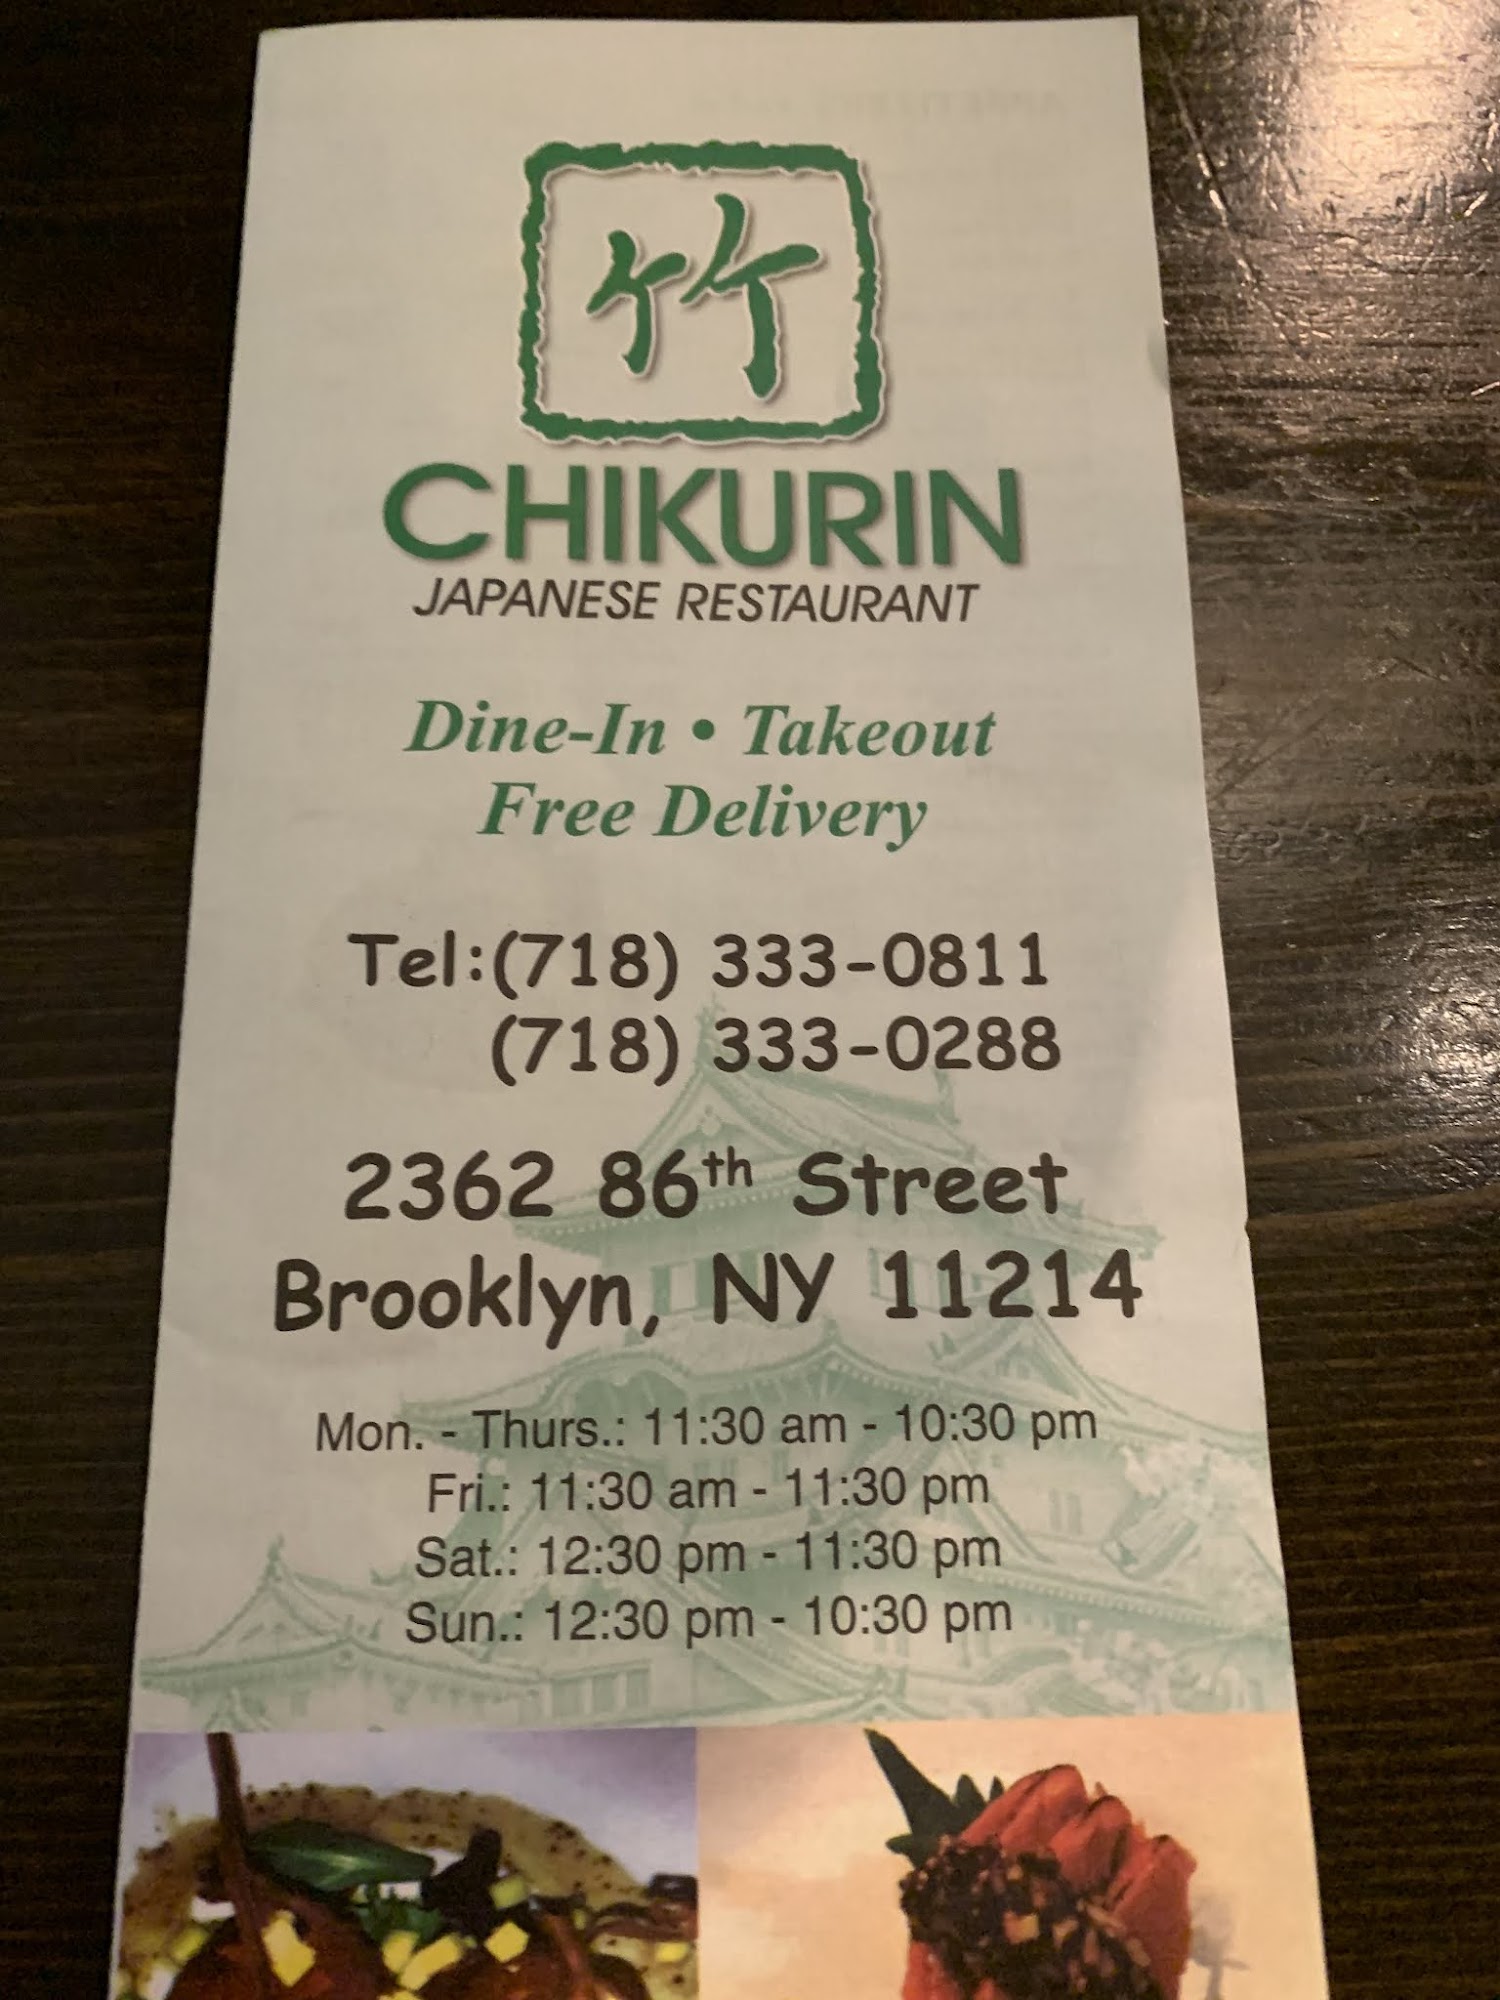 竹
CHIKURIN
JAPANESE RESTAURANT
Dine-In • Takeout
Free Delivery
Tel:(718) 333-0811
(718) 333-0288
2362 86th Street
Brooklyn, NY 11214
Mon. - Thurs.: 11:30 am - 10:30 pm
Fri.: 11:30 am - 11:30 pm
Sat.: 12:30 pm - 11:30 pm
Sun.: 12:30 pm - 10:30 pm